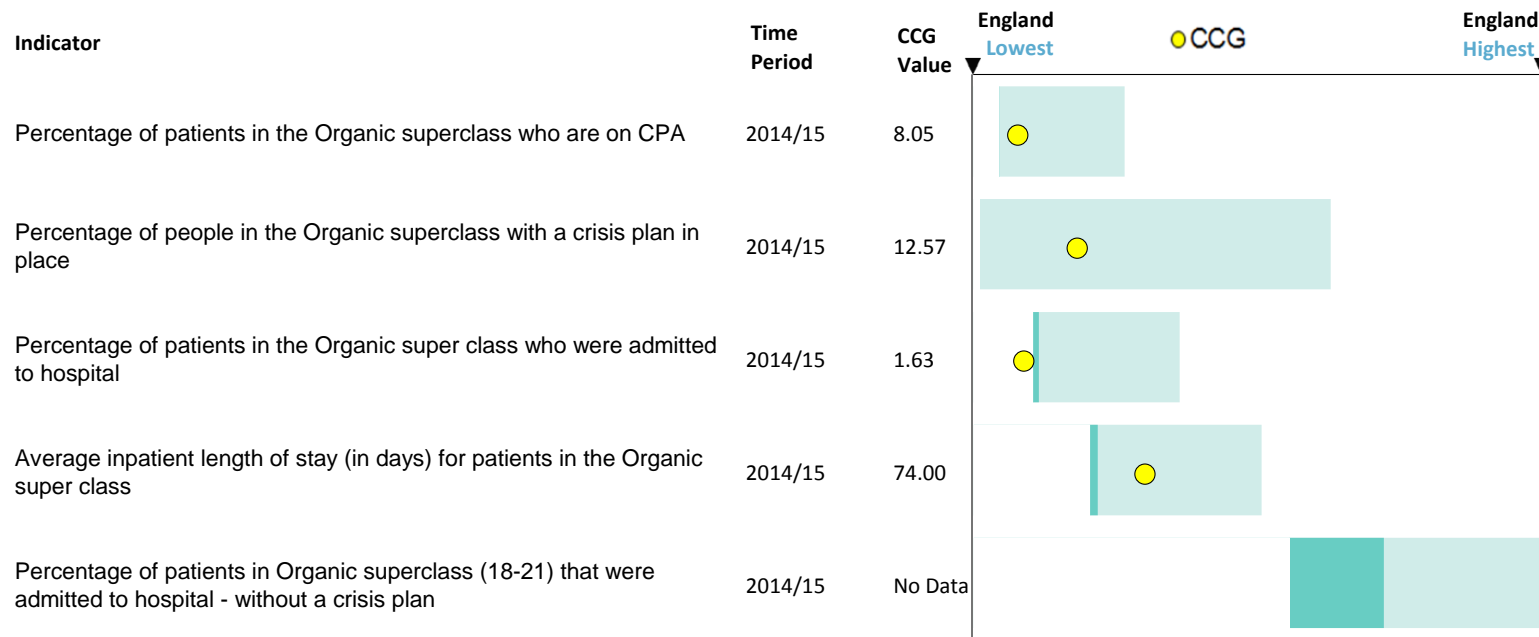 Indicator
Time Period
CCG Value
England Lowest
CCG
England Highest
Percentage of patients in the Organic superclass who are on CPA
2014/15
8.05
Percentage of people in the Organic superclass with a crisis plan in
place
2014/15
12.57
Percentage of patients in the Organic super class who were admitted
to hospital
2014/15
1.63
Average inpatient length of stay (in days) for patients in the Organic
super class
2014/15
74.00
Percentage of patients in Organic superclass (18-21) that were
admitted to hospital - without a crisis plan
2014/15
No Data